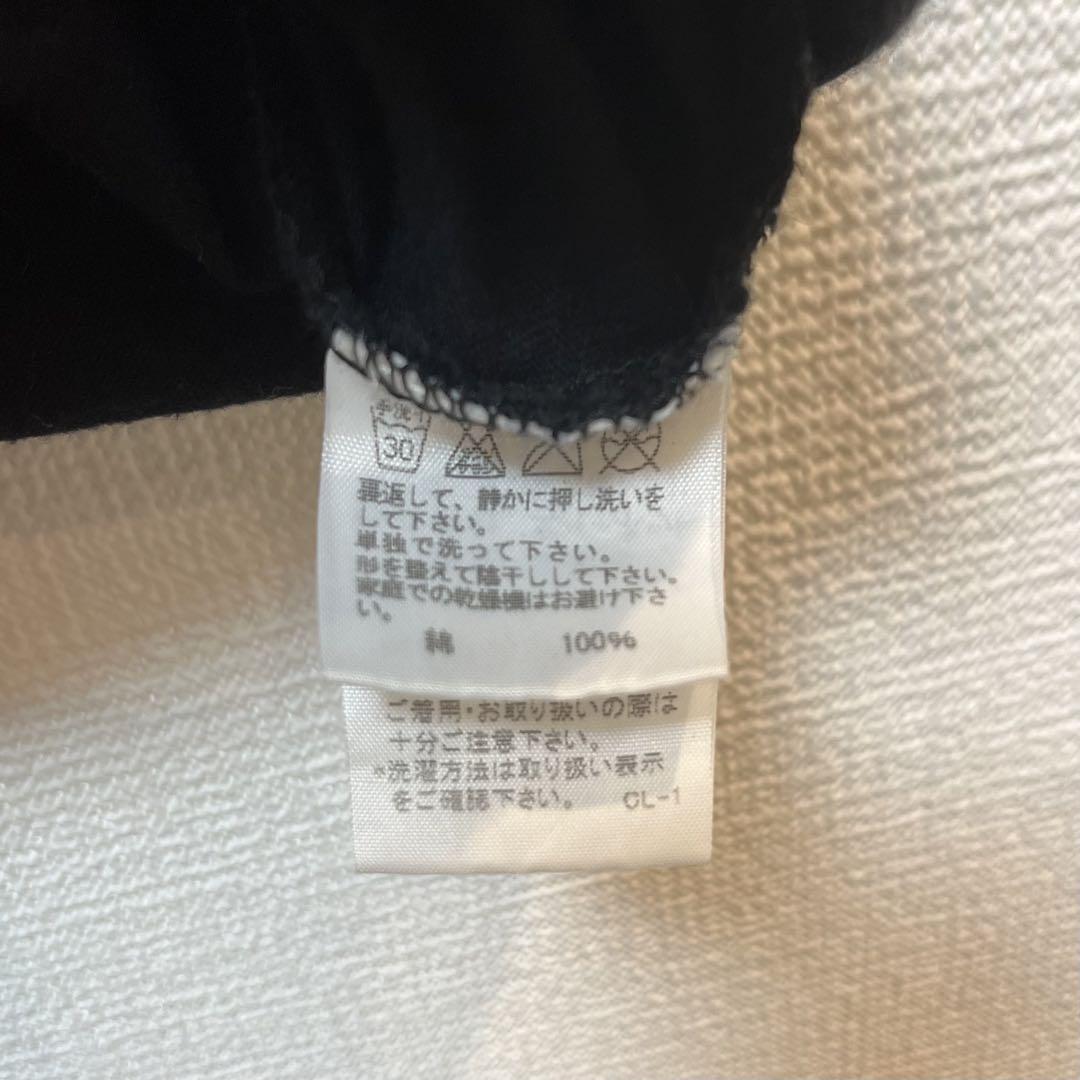 手洗イ
30
裏返して、静かに押し洗いを
して下さい。
単独で洗って下さい。
形を整えて陰干しして下さい。
家庭での乾燥機はお避け下さ
い。
綿 100%
ご着用・お取り扱いの際は
十分ご注意下さい。
※洗濯方法は取り扱い表示
をご確認下さい。 CL-1